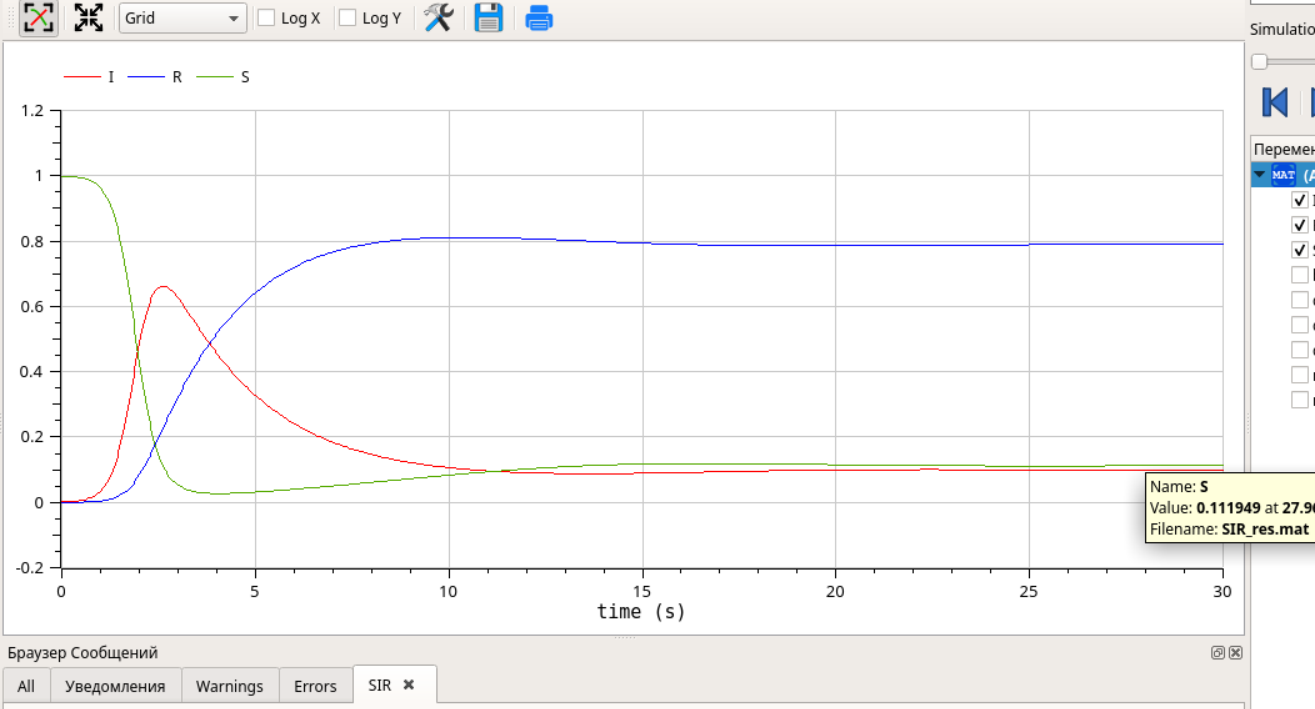 Grid Log X Log Y
Simulatio
I R S
1.2
1
0.8
0.6
0.4
0.2
0
-0.2
0 5 10 15 20 25 30
time (s)
Перемен
MAT (A
Name: S
Value: 0.111949 at 27.96
Filename: SIR_res.mat
Браузер Сообщений
All Уведомления Warnings Errors SIR